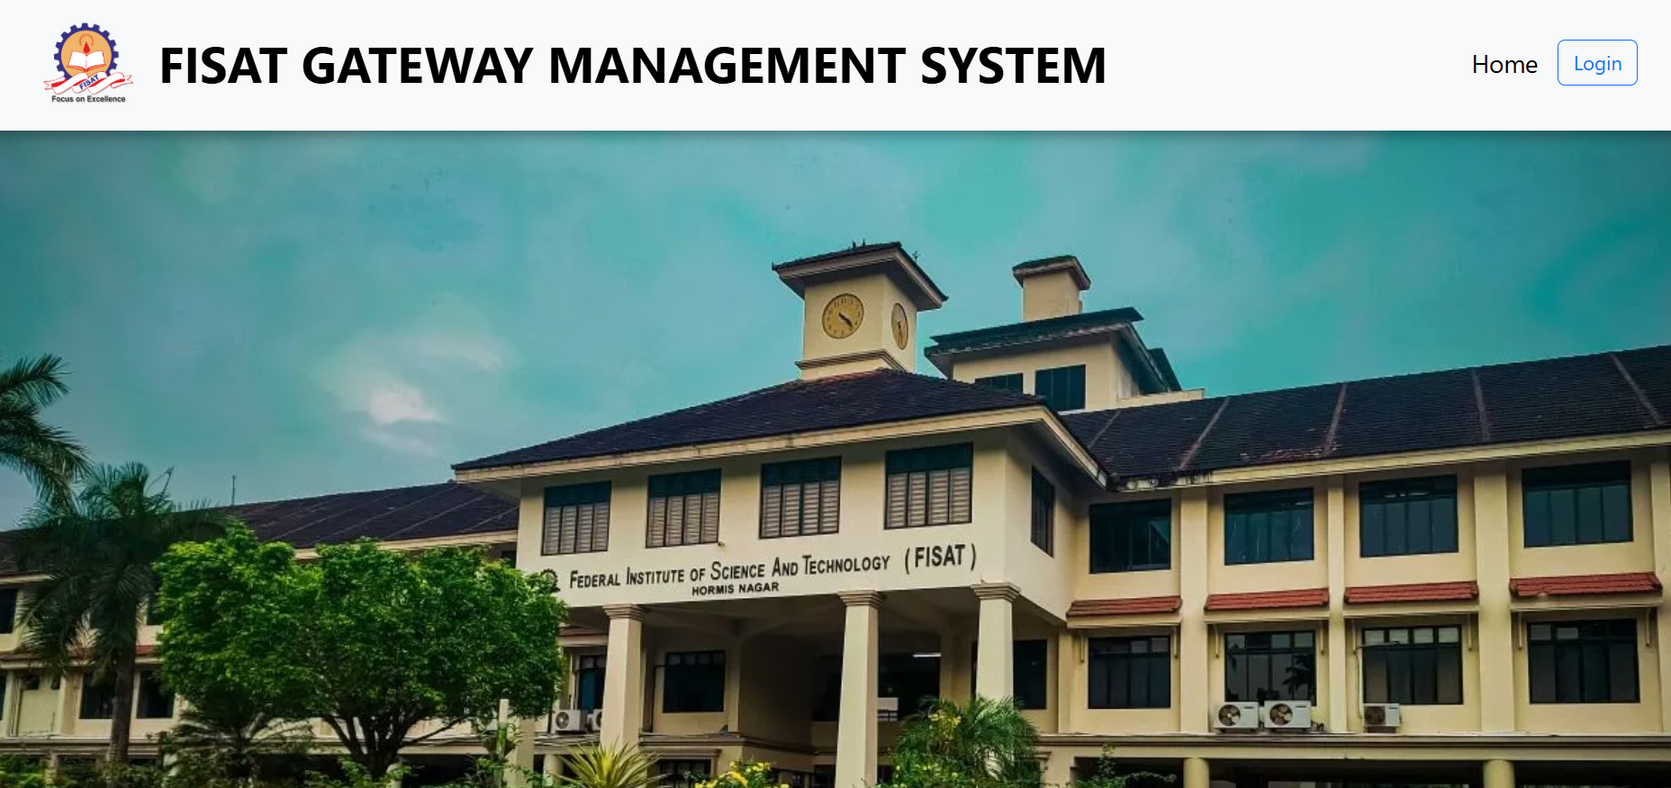 FISAT
Focus on Excellence
FISAT GATEWAY MANAGEMENT SYSTEM
Home
Login
FEDERAL INSTITUTE OF SCIENCE AND TECHNOLOGY (FISAT)
HORMIS NAGAR